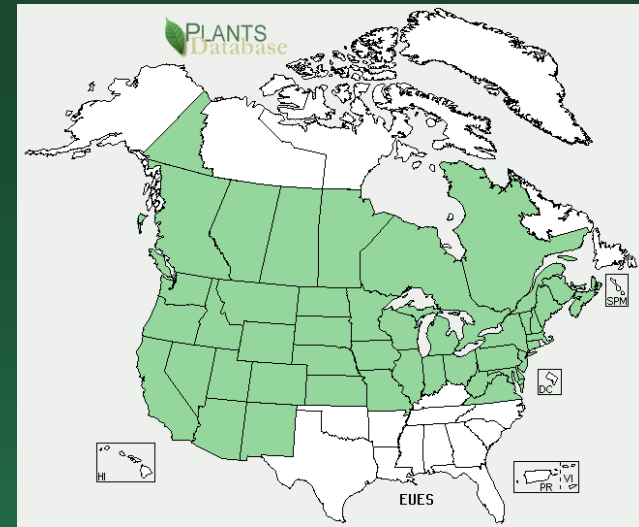 PLANTS
Database
SPM
DC
HI
PR
VI
EUES